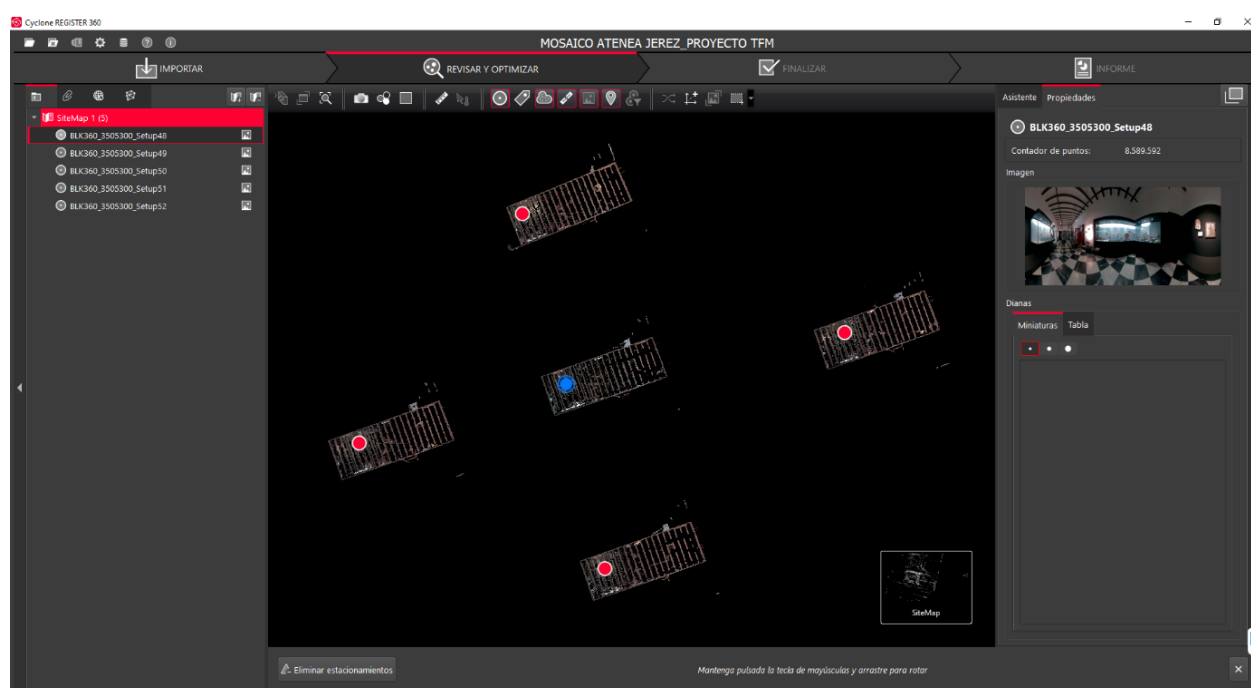 Cyclone REGISTER 360
MOSAICO ATENEA JEREZ_PROYECTO TFM
IMPORTAR
REVISAR Y OPTIMIZAR
FINALIZAR
INFORME
SiteMap 1 (5)
BLK360_3505300_Setup48
BLK360_3505300_Setup49
BLK360_3505300_Setup50
BLK360_3505300_Setup51
BLK360_3505300_Setup52
SiteMap
Eliminar estacionamientos
Mantenga pulsada la tecla de mayúsculas y arrastre para rotar
Asistente Propiedades
BLK360_3505300_Setup48
Contador de puntos: 8.589.592
Imagen
Dianas
Miniaturas Tabla